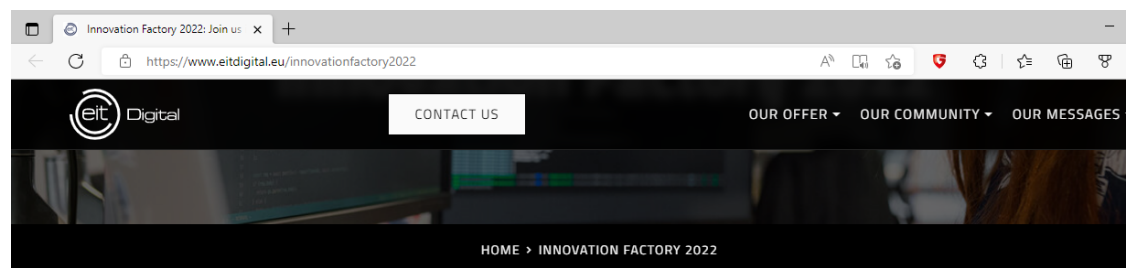 Innovation Factory 2022: Join us
https://www.eitdigital.eu/innovationfactory2022
eit Digital
CONTACT US
OUR OFFER
OUR COMMUNITY
OUR MESSAGES
HOME > INNOVATION FACTORY 2022